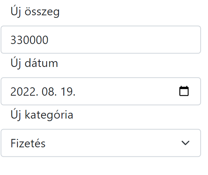 Új összeg
330000
Új dátum
2022. 08. 19.
Új kategória
Fizetés